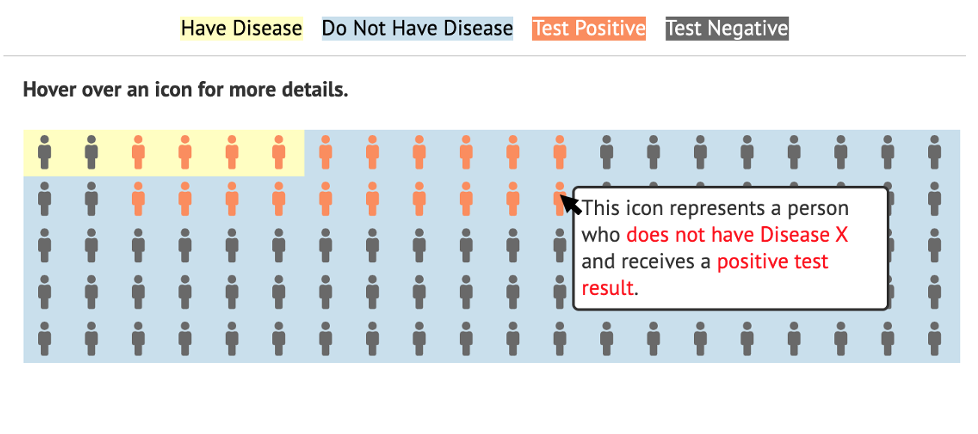 Have Disease Do Not Have Disease Test Positive Test Negative
Hover over an icon for more details.
This icon represents a person
who does not have Disease X
and receives a positive test
result.